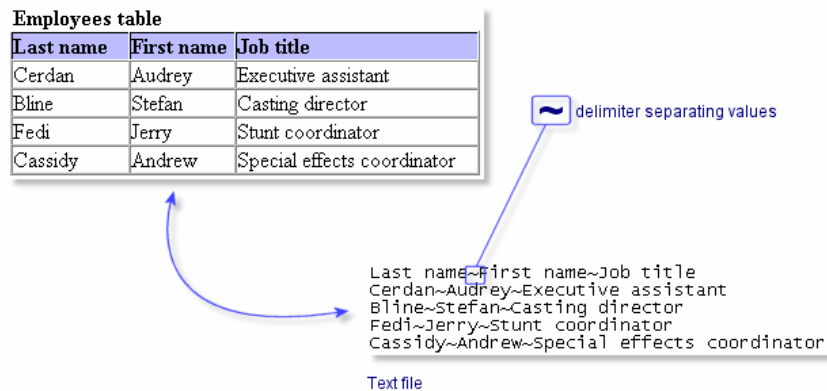 Employees table
Last name First name Job title
Cerdan Audrey Executive assistant
Bline Stefan Casting director
Fedi Jerry Stunt coordinator
Cassidy Andrew Special effects coordinator
~ delimiter separating values
Last name~First name~Job title
Cerdan~Audrey~Executive assistant
Bline~Stefan~Casting director
Fedi~Jerry~Stunt coordinator
Cassidy~Andrew~Special effects coordinator
Text file